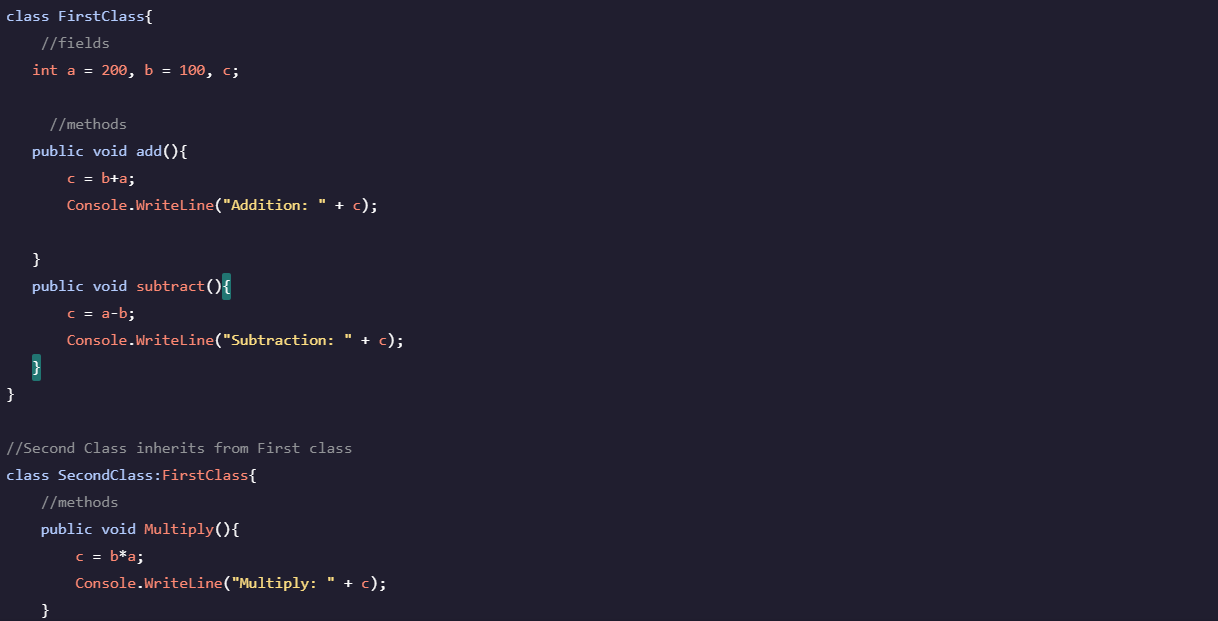 class FirstClass{
    //fields
   int a = 200, b = 100, c;

     //methods
   public void add(){
       c = b+a;
       Console.WriteLine("Addition: " + c);

   }
   public void subtract(){
       c = a-b;
       Console.WriteLine("Subtraction: " + c);
   }
}

//Second Class inherits from First class
class SecondClass:FirstClass{
    //methods
    public void Multiply(){
        c = b*a;
        Console.WriteLine("Multiply: " + c);
    }